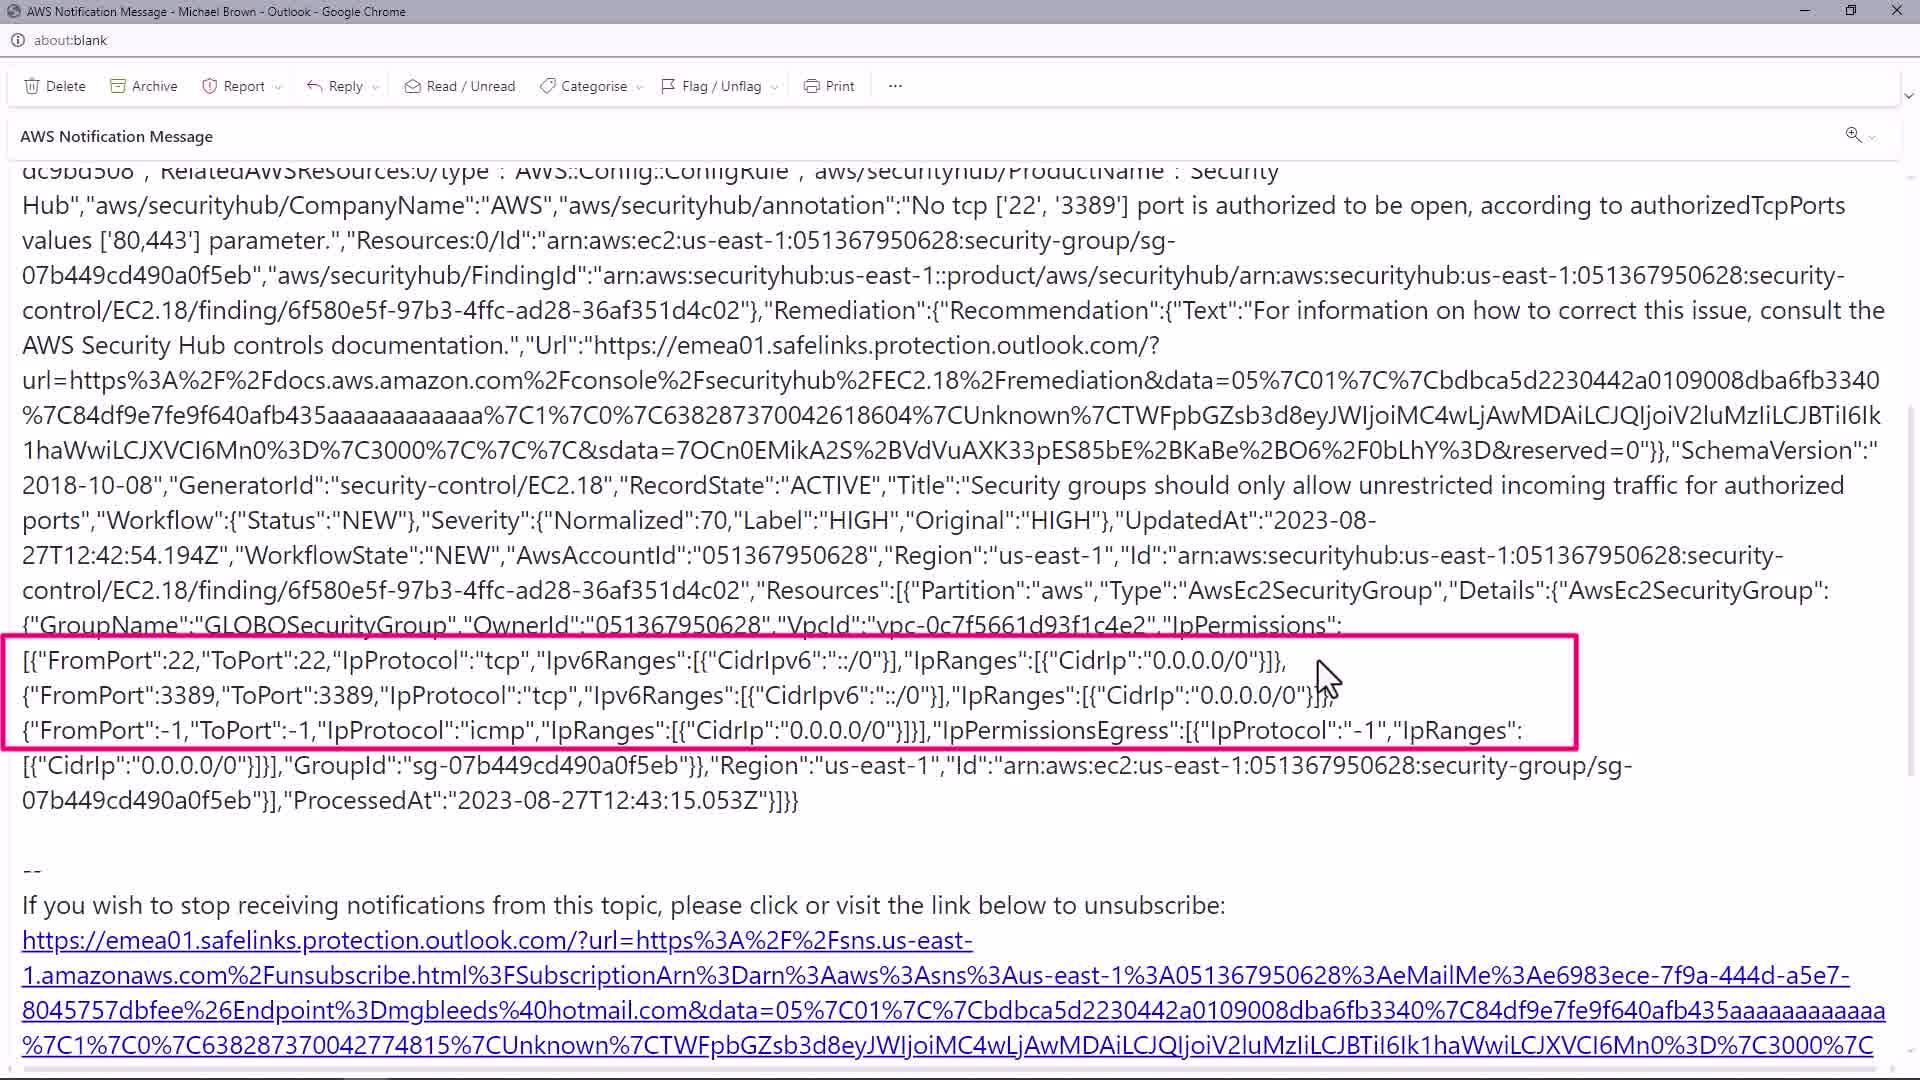 AWS Notification Message - Michael Brown - Outlook - Google Chrome
about:blank
Delete Archive Report Reply Read / Unread Categorise Flag / Unflag Print ...
AWS Notification Message
dc9bd508","RelatedAWSResources:0/type":"AWS::Config::ConfigRule","aws/securityhub/ProductName":"Security
Hub","aws/securityhub/CompanyName":"AWS","aws/securityhub/annotation":"No tcp ['22', '3389'] port is authorized to be open, according to authorizedTcpPorts
values ['80,443'] parameter.","Resources:0/Id":"arn:aws:ec2:us-east-1:051367950628:security-group/sg-
07b449cd490a0f5eb","aws/securityhub/FindingId":"arn:aws:securityhub:us-east-1::product/aws/securityhub/arn:aws:securityhub:us-east-1:051367950628:security-
control/EC2.18/finding/6f580e5f-97b3-4ffc-ad28-36af351d4c02"},"Remediation":{"Recommendation":{"Text":"For information on how to correct this issue, consult the
AWS Security Hub controls documentation.","Url":"https://emea01.safelinks.protection.outlook.com/?
url=https%3A%2F%2Fdocs.aws.amazon.com%2Fconsole%2Fsecurityhub%2FEC2.18%2Fremediation&data=05%7C01%7C%7Cbdbca5d2230442a0109008dba6fb3340
%7C84df9e7fe9f640afb435aaaaaaaaaaaa%7C1%7C0%7C638287370042618604%7CUnknown%7CTWFpbGZsb3d8eyJWIjoiMC4wLjAwMDAiLCJQIjoiV2luMzIiLCJBTiI6Ik
1haWwiLCJXVCI6Mn0%3D%7C3000%7C%7C%7C&sdata=7OCn0EMikA2S%2BVdVuAXK33pES85bE%2BKaBe%2BO6%2F0bLhY%3D&reserved=0"}},"SchemaVersion":"
2018-10-08","GeneratorId":"security-control/EC2.18","RecordState":"ACTIVE","Title":"Security groups should only allow unrestricted incoming traffic for authorized
ports","Workflow":{"Status":"NEW"},"Severity":{"Normalized":70,"Label":"HIGH","Original":"HIGH"},"UpdatedAt":"2023-08-
27T12:42:54.194Z","WorkflowState":"NEW","AwsAccountId":"051367950628","Region":"us-east-1","Id":"arn:aws:securityhub:us-east-1:051367950628:security-
control/EC2.18/finding/6f580e5f-97b3-4ffc-ad28-36af351d4c02","Resources":[{"Partition":"aws","Type":"AwsEc2SecurityGroup","Details":{"AwsEc2SecurityGroup":
{"GroupName":"GLOBOSecurityGroup","OwnerId":"051367950628","VpcId":"vpc-0c7f5661d93f1c4e2","IpPermissions":
[{"FromPort":22,"ToPort":22,"IpProtocol":"tcp","Ipv6Ranges":[{"CidrIpv6":"::/0"}],"IpRanges":[{"CidrIp":"0.0.0.0/0"}]},
{"FromPort":3389,"ToPort":3389,"IpProtocol":"tcp","Ipv6Ranges":[{"CidrIpv6":"::/0"}],"IpRanges":[{"CidrIp":"0.0.0.0/0"}]},
{"FromPort":-1,"ToPort":-1,"IpProtocol":"icmp","IpRanges":[{"CidrIp":"0.0.0.0/0"}]}],"IpPermissionsEgress":[{"IpProtocol":"-1","IpRanges":
[{"CidrIp":"0.0.0.0/0"}]}],"GroupId":"sg-07b449cd490a0f5eb"}},"Region":"us-east-1","Id":"arn:aws:ec2:us-east-1:051367950628:security-group/sg-
07b449cd490a0f5eb"}],"ProcessedAt":"2023-08-27T12:43:15.053Z"}]}}
--
If you wish to stop receiving notifications from this topic, please click or visit the link below to unsubscribe:
https://emea01.safelinks.protection.outlook.com/?url=https%3A%2F%2Fsns.us-east-
1.amazonaws.com%2Funsubscribe.html%3FSubscriptionArn%3Darn%3Aaws%3Asns%3Aus-east-1%3A051367950628%3AeMailMe%3Ae6983ece-7f9a-444d-a5e7-
8045757dbfee%26Endpoint%3Dmgbleeds%40hotmail.com&data=05%7C01%7C%7Cbdbca5d2230442a0109008dba6fb3340%7C84df9e7fe9f640afb435aaaaaaaaaaaa
%7C1%7C0%7C638287370042774815%7CUnknown%7CTWFpbGZsb3d8eyJWIjoiMC4wLjAwMDAiLCJQIjoiV2luMzIiLCJBTiI6Ik1haWwiLCJXVCI6Mn0%3D%7C3000%7C